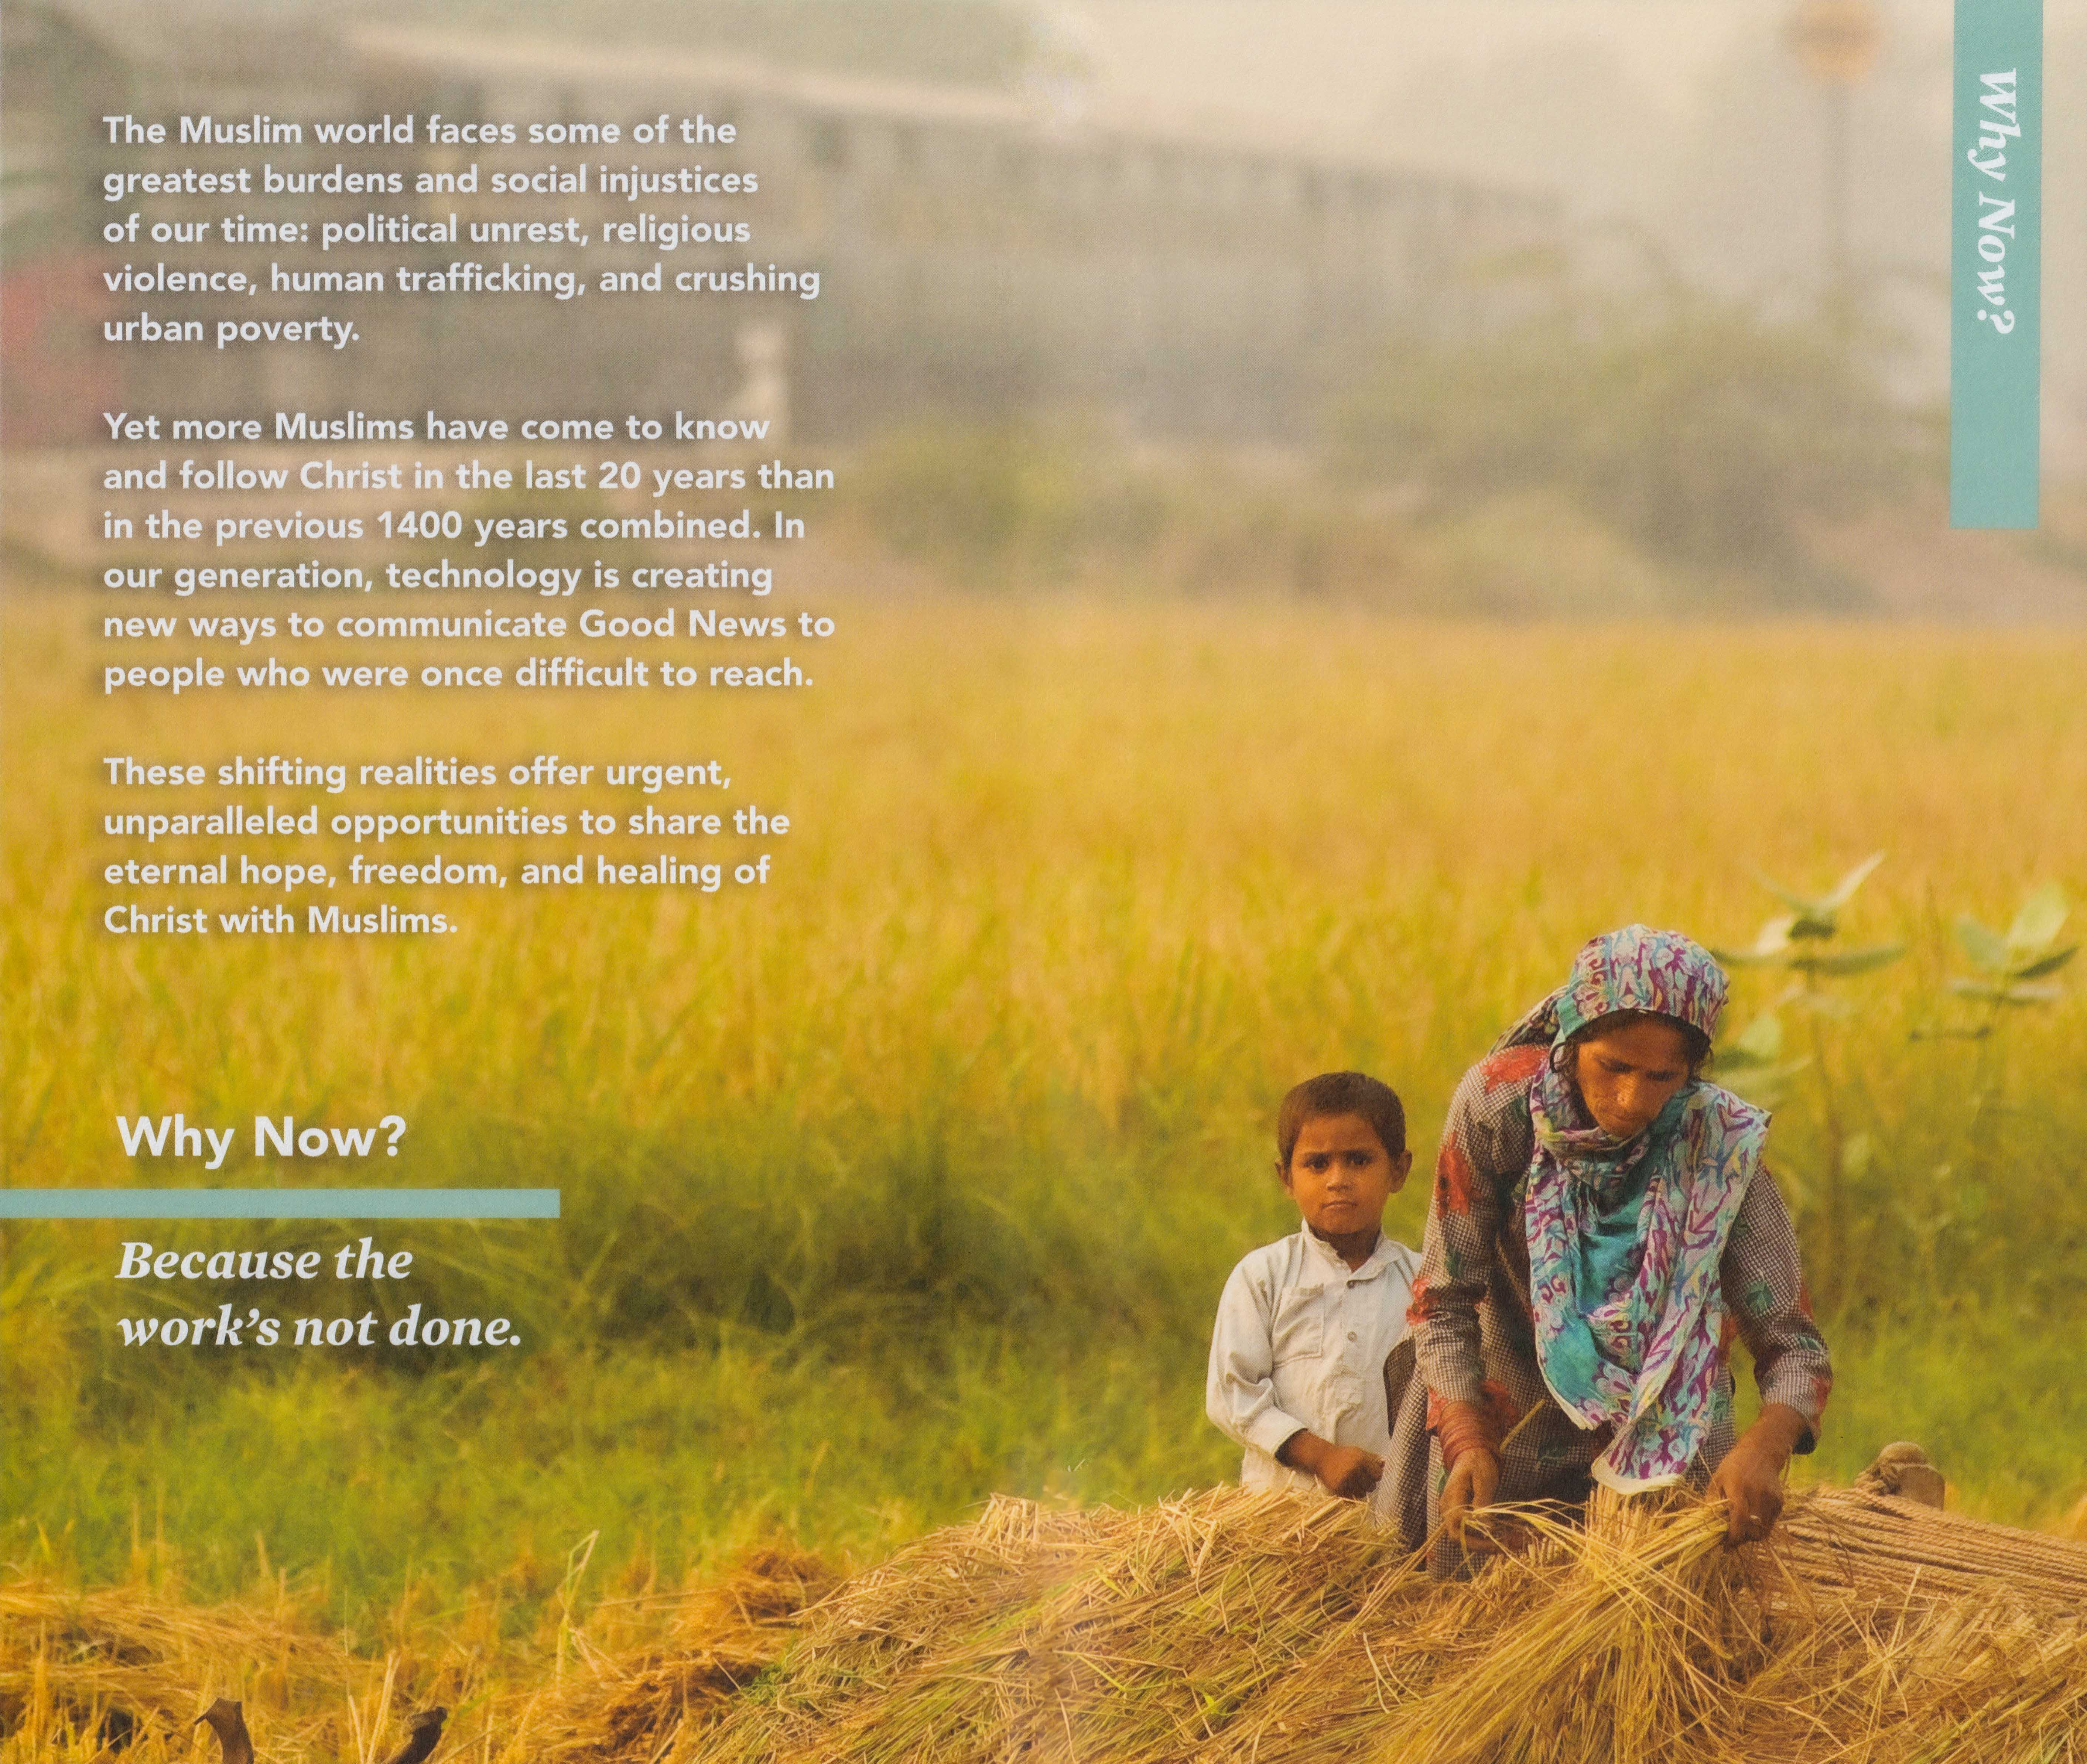 The Muslim world faces some of the
greatest burdens and social injustices
of our time: political unrest, religious
violence, human trafficking, and crushing
urban poverty.
Yet more Muslims have come to know
and follow Christ in the last 20 years than
in the previous 1400 years combined. In
our generation, technology is creating
new ways to communicate Good News to
people who were once difficult to reach.
These shifting realities offer urgent,
unparalleled opportunities to share the
eternal hope, freedom, and healing of
Christ with Muslims.
Why Now?
Because the
work’s not done.
Why Now?